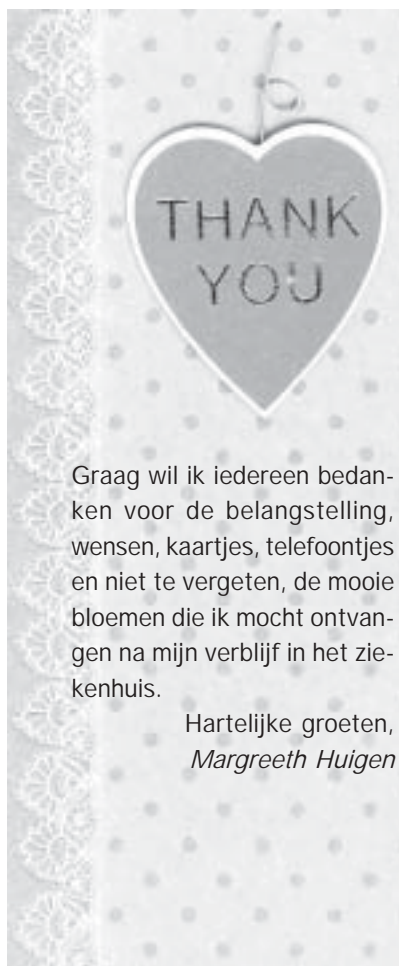 THANK
YOU
Graag wil ik iedereen bedan-
ken voor de belangstelling,
wensen, kaartjes, telefoontjes
en niet te vergeten, de mooie
bloemen die ik mocht ontvan-
gen na mijn verblijf in het zie-
kenhuis.
Hartelijke groeten,
Margreeth Huigen